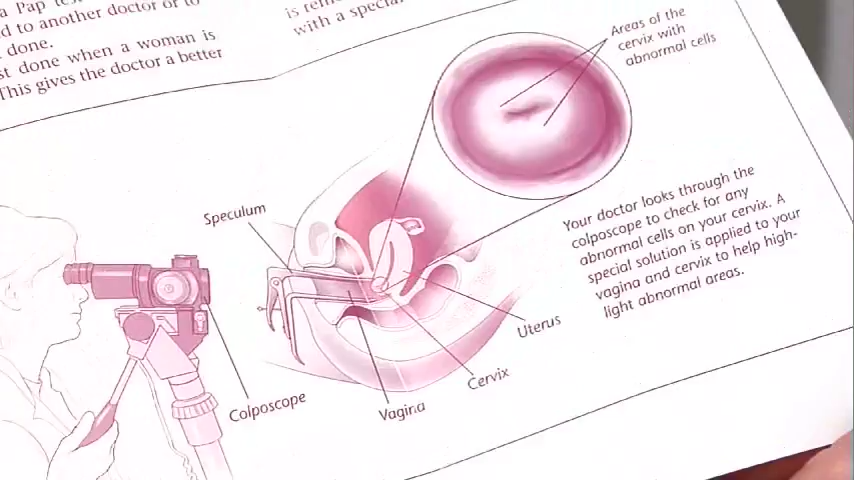 a Pap test
d to another doctor or to
done.
st done when a woman is
This gives the doctor a better
is
with a special
Areas of the
cervix with
abnormal cells
Speculum
Your doctor looks through the
colposcope to check for any
abnormal cells on your cervix. A
special solution is applied to your
vagina and cervix to help high-
light abnormal areas.
Uterus
Cervix
Vagina
Colposcope